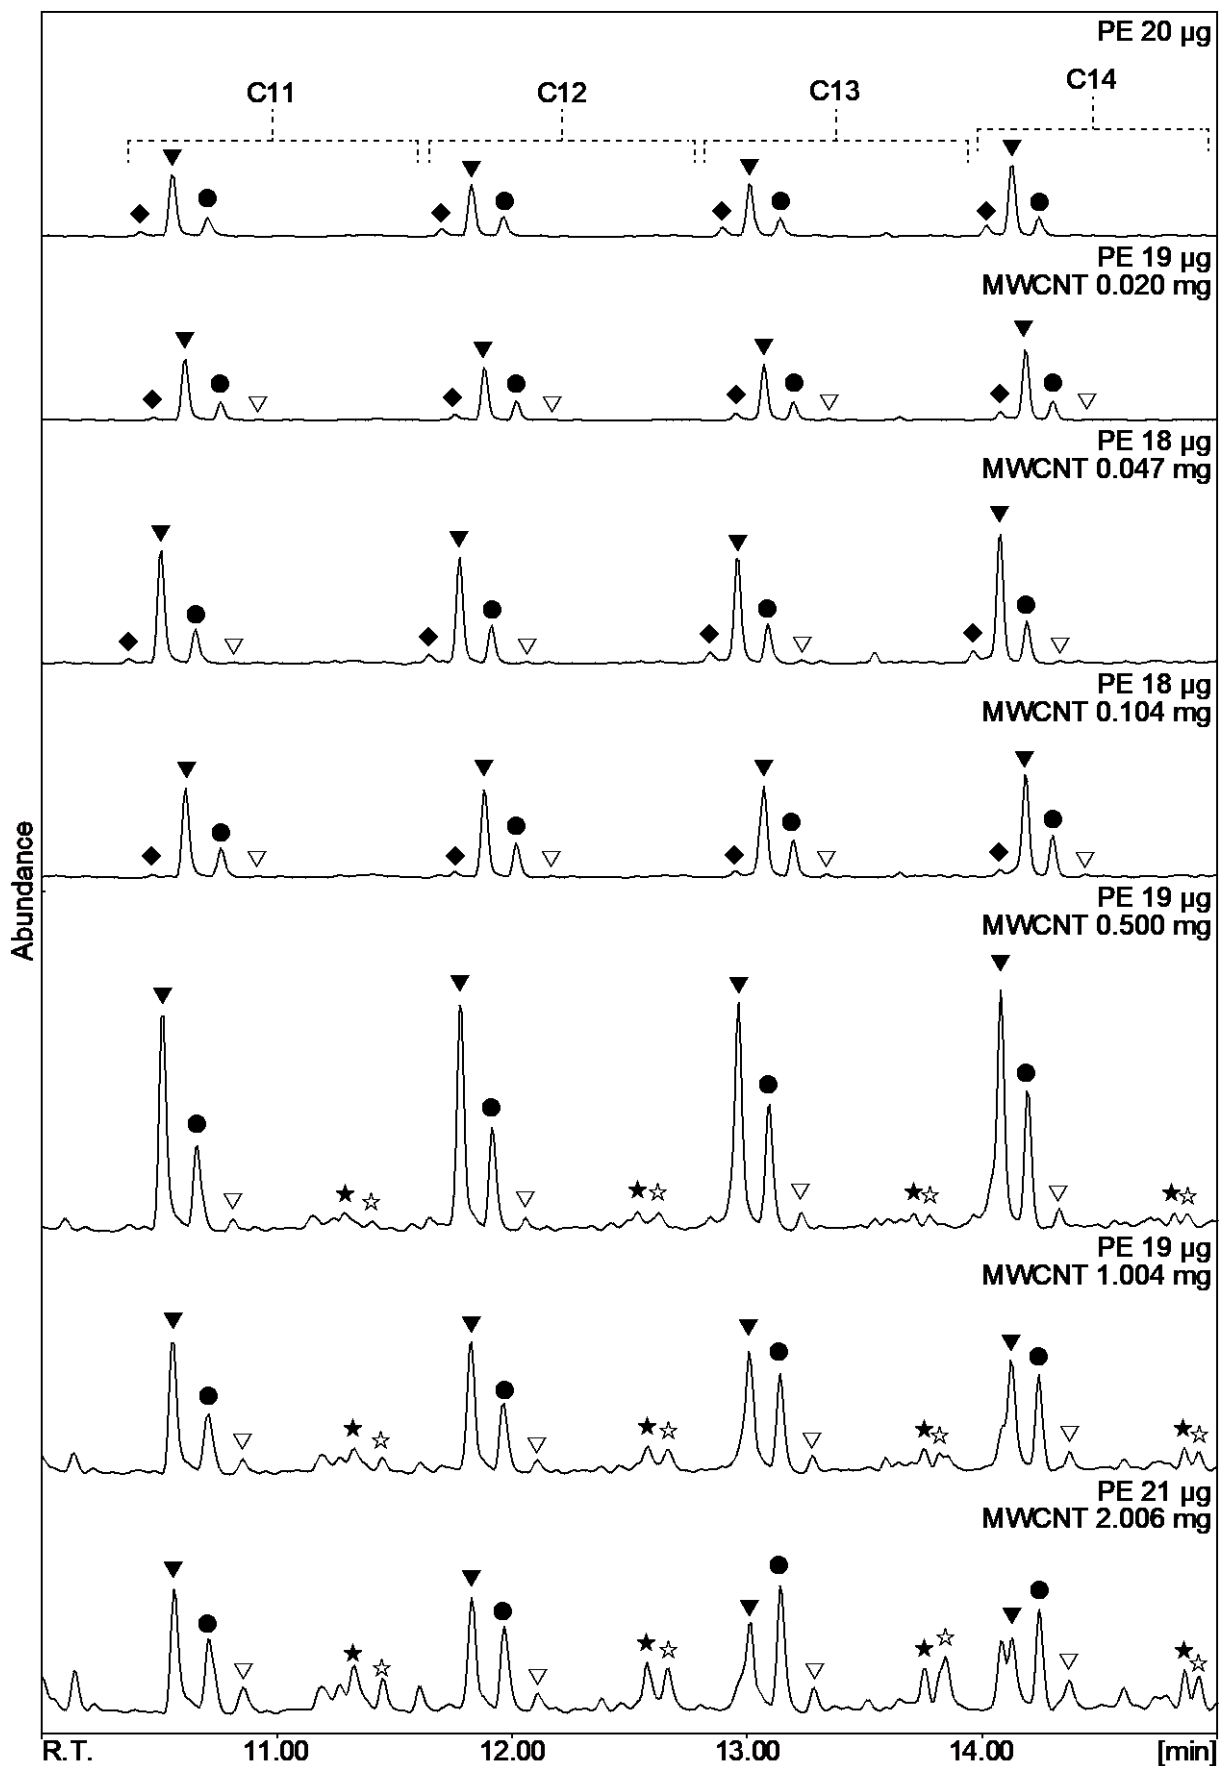 PE 20 µg
C11
C12
C13
C14
PE 19 µg
MWCNT 0.020 mg
PE 18 µg
MWCNT 0.047 mg
PE 18 µg
MWCNT 0.104 mg
PE 19 µg
MWCNT 0.500 mg
Abundance
PE 19 µg
MWCNT 1.004 mg
PE 21 µg
MWCNT 2.006 mg
R.T. 11.00 12.00 13.00 14.00 [min]